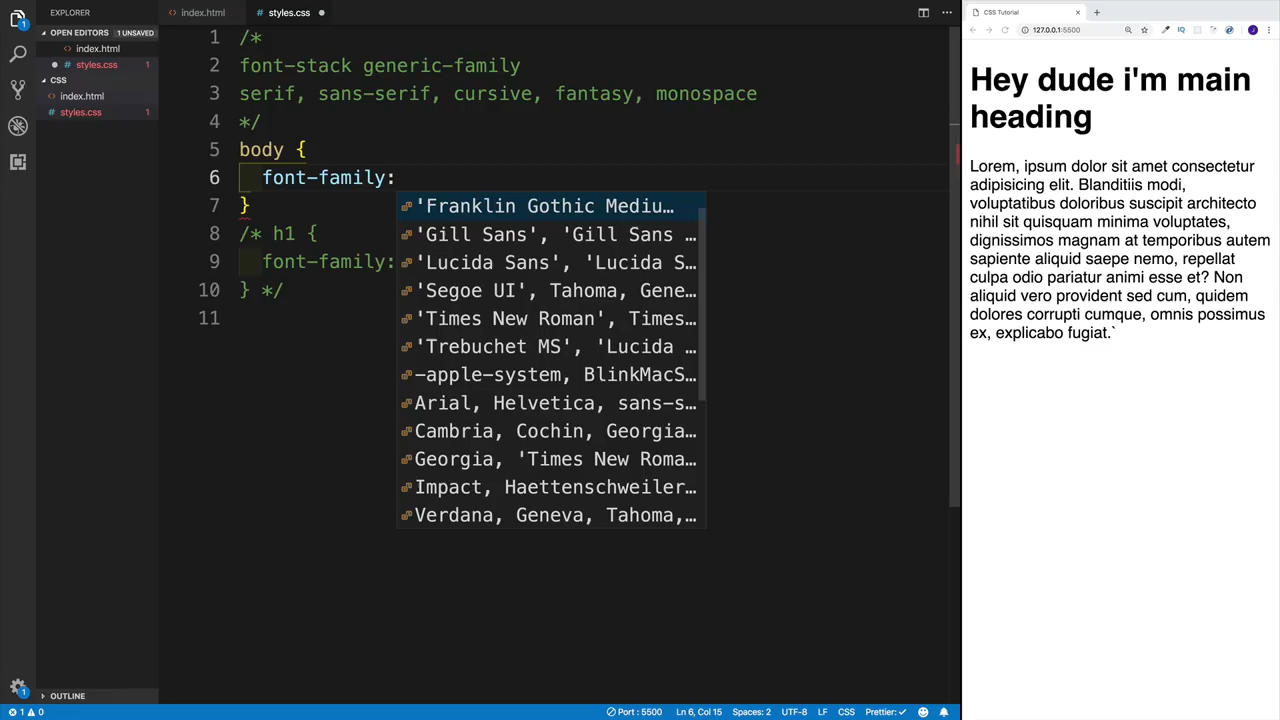 EXPLORER
OPEN EDITORS 1 UNSAVED
index.html
styles.css 1
CSS
index.html
styles.css 1
OUTLINE
index.html
styles.css
1 /*
2 font-stack generic-family
3 serif, sans-serif, cursive, fantasy, monospace
4 */
5 body {
6 font-family:
7 }
8 /* h1 {
9 font-family:
10 } */
11
'Franklin Gothic Mediu…
'Gill Sans', 'Gill Sans …
'Lucida Sans', 'Lucida S…
'Segoe UI', Tahoma, Gene…
'Times New Roman', Times…
'Trebuchet MS', 'Lucida …
-apple-system, BlinkMacS…
Arial, Helvetica, sans-s…
Cambria, Cochin, Georgia…
Georgia, 'Times New Roma…
Impact, Haettenschweiler…
Verdana, Geneva, Tahoma,…
1
1
1 0
Port : 5500
Ln 6, Col 15
Spaces: 2
UTF-8
LF
CSS
Prettier: ✓
CSS Tutorial
127.0.0.1:5500
IQ
J
Hey dude i'm main
heading
Lorem, ipsum dolor sit amet consectetur
adipisicing elit. Blanditiis modi,
voluptatibus doloribus suscipit architecto
nihil sit quisquam minima voluptates,
dignissimos magnam at temporibus autem
sapiente aliquid saepe nemo, repellat
culpa odio pariatur animi esse et? Non
aliquid vero provident sed cum, quidem
dolores corrupti cumque, omnis possimus
ex, explicabo fugiat.`